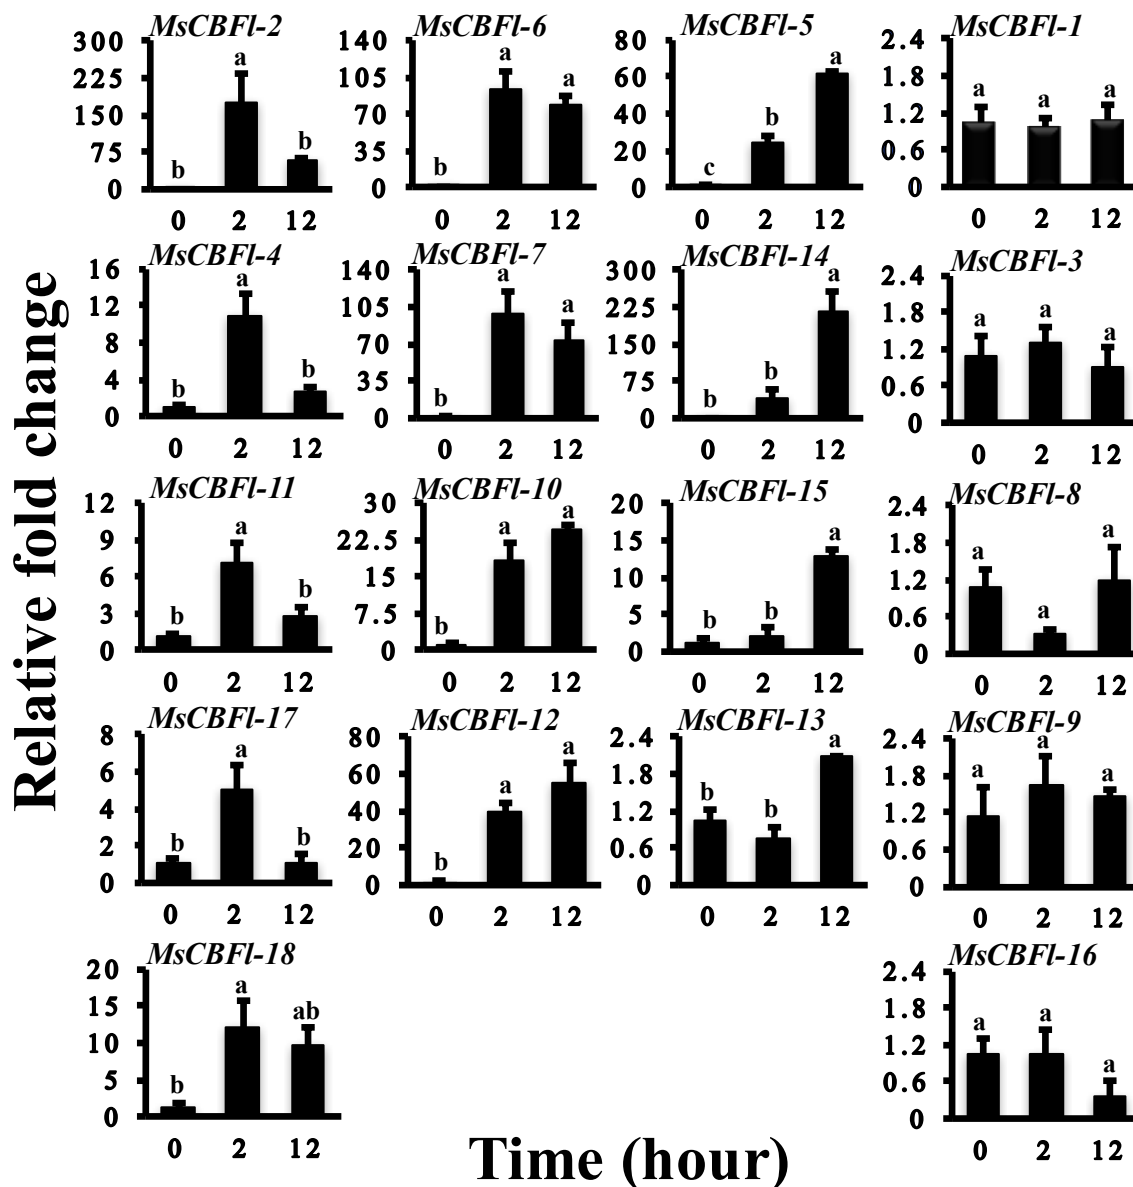 Relative fold change
MsCBFl-2
300
225
150
75
0
b
a
b
0 2 12
MsCBFl-6
140
105
70
35
0
b
a
a
0 2 12
MsCBFl-5
80
60
40
20
0
c
b
a
0 2 12
MsCBFl-1
2.4
1.8
1.2
0.6
0
a
a
a
0 2 12
MsCBFl-4
16
12
8
4
0
b
a
b
0 2 12
MsCBFl-7
140
105
70
35
0
b
a
a
0 2 12
MsCBFl-14
300
225
150
75
0
b
b
a
0 2 12
MsCBFl-3
2.4
1.8
1.2
0.6
0
a
a
a
0 2 12
MsCBFl-11
12
9
6
3
0
b
a
b
0 2 12
MsCBFl-10
30
22.5
15
7.5
0
b
a
a
0 2 12
MsCBFl-15
20
15
10
5
0
b
b
a
0 2 12
MsCBFl-8
2.4
1.8
1.2
0.6
0
a
a
a
0 2 12
MsCBFl-17
8
6
4
2
0
b
a
b
0 2 12
MsCBFl-12
80
60
40
20
0
b
a
a
0 2 12
MsCBFl-13
2.4
1.8
1.2
0.6
0
b
b
a
0 2 12
MsCBFl-9
2.4
1.8
1.2
0.6
0
a
a
a
0 2 12
MsCBFl-18
20
15
10
5
0
b
a
ab
0 2 12
MsCBFl-16
2.4
1.8
1.2
0.6
0
a
a
a
0 2 12
Time (hour)